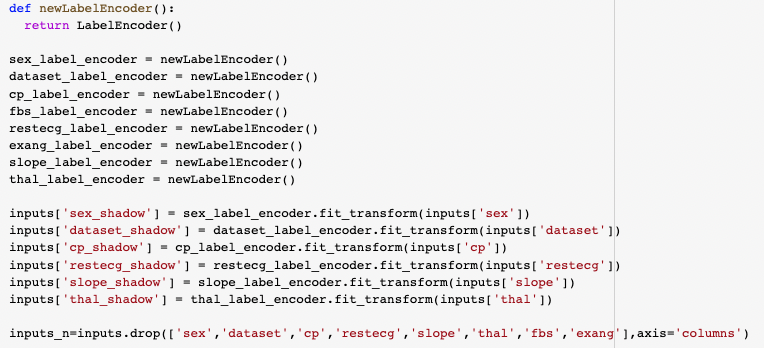 def newLabelEncoder():
  return LabelEncoder()

sex_label_encoder = newLabelEncoder()
dataset_label_encoder = newLabelEncoder()
cp_label_encoder = newLabelEncoder()
fbs_label_encoder = newLabelEncoder()
restecg_label_encoder = newLabelEncoder()
exang_label_encoder = newLabelEncoder()
slope_label_encoder = newLabelEncoder()
thal_label_encoder = newLabelEncoder()

inputs['sex_shadow'] = sex_label_encoder.fit_transform(inputs['sex'])
inputs['dataset_shadow'] = dataset_label_encoder.fit_transform(inputs['dataset'])
inputs['cp_shadow'] = cp_label_encoder.fit_transform(inputs['cp'])
inputs['restecg_shadow'] = restecg_label_encoder.fit_transform(inputs['restecg'])
inputs['slope_shadow'] = slope_label_encoder.fit_transform(inputs['slope'])
inputs['thal_shadow'] = thal_label_encoder.fit_transform(inputs['thal'])

inputs_n=inputs.drop(['sex','dataset','cp','restecg','slope','thal','fbs','exang'],axis='columns')